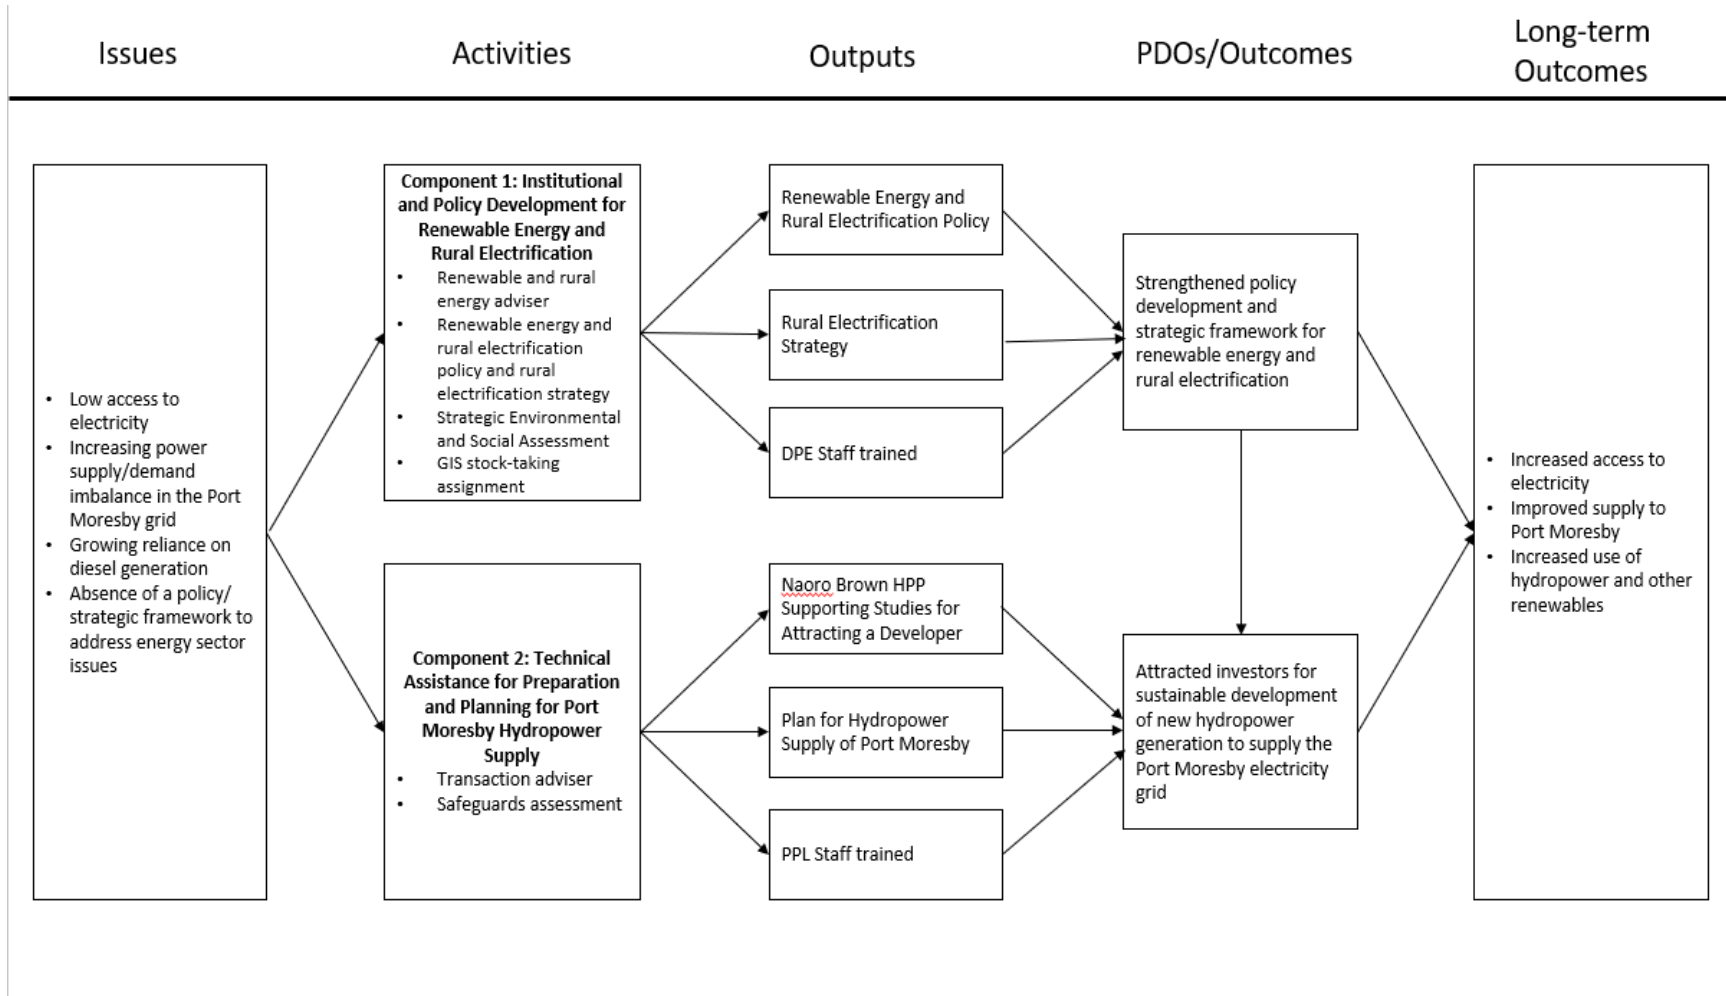 Issues
Activities
Outputs
PDOs/Outcomes
Long-term
Outcomes
• Low access to
electricity
• Increasing power
supply/demand
imbalance in the Port
Moresby grid
• Growing reliance on
diesel generation
• Absence of a policy/
strategic framework to
address energy sector
issues
Component 1: Institutional
and Policy Development for
Renewable Energy and
Rural Electrification
• Renewable and rural
energy adviser
• Renewable energy and
rural electrification
policy and rural
electrification strategy
• Strategic Environmental
and Social Assessment
• GIS stock-taking
assignment
Component 2: Technical
Assistance for Preparation
and Planning for Port
Moresby Hydropower
Supply
• Transaction adviser
• Safeguards assessment
Renewable Energy and
Rural Electrification Policy
Rural Electrification
Strategy
DPE Staff trained
Naoro Brown HPP
Supporting Studies for
Attracting a Developer
Plan for Hydropower
Supply of Port Moresby
PPL Staff trained
Strengthened policy
development and
strategic framework for
renewable energy and
rural electrification
Attracted investors for
sustainable development
of new hydropower
generation to supply the
Port Moresby electricity
grid
• Increased access to
electricity
• Improved supply to
Port Moresby
• Increased use of
hydropower and other
renewables